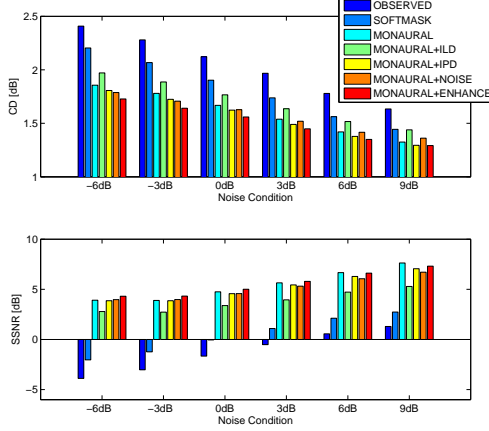 OBSERVED
SOFTMASK
MONAURAL
MONAURAL+ILD
MONAURAL+IPD
MONAURAL+NOISE
MONAURAL+ENHANCE
2.5
2
1.5
1
CD [dB]
−6dB −3dB 0dB 3dB 6dB 9dB
Noise Condition
10
5
0
−5
SSNR [dB]
−6dB −3dB 0dB 3dB 6dB 9dB
Noise Condition